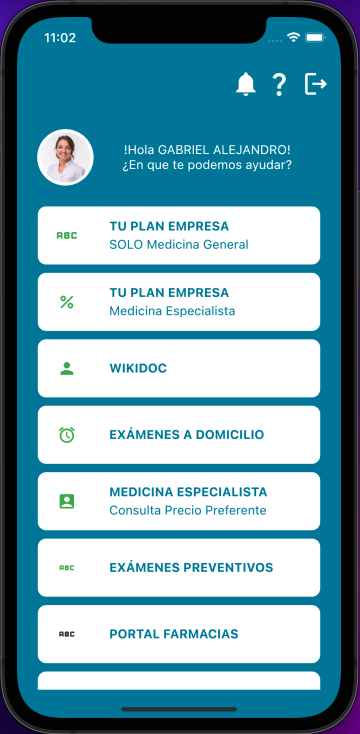 11:02
!Hola GABRIEL ALEJANDRO!
¿En que te podemos ayudar?
ABC
TU PLAN EMPRESA
SOLO Medicina General
%
TU PLAN EMPRESA
Medicina Especialista
WIKIDOC
EXÁMENES A DOMICILIO
MEDICINA ESPECIALISTA
Consulta Precio Preferente
ABC
EXÁMENES PREVENTIVOS
ABC
PORTAL FARMACIAS